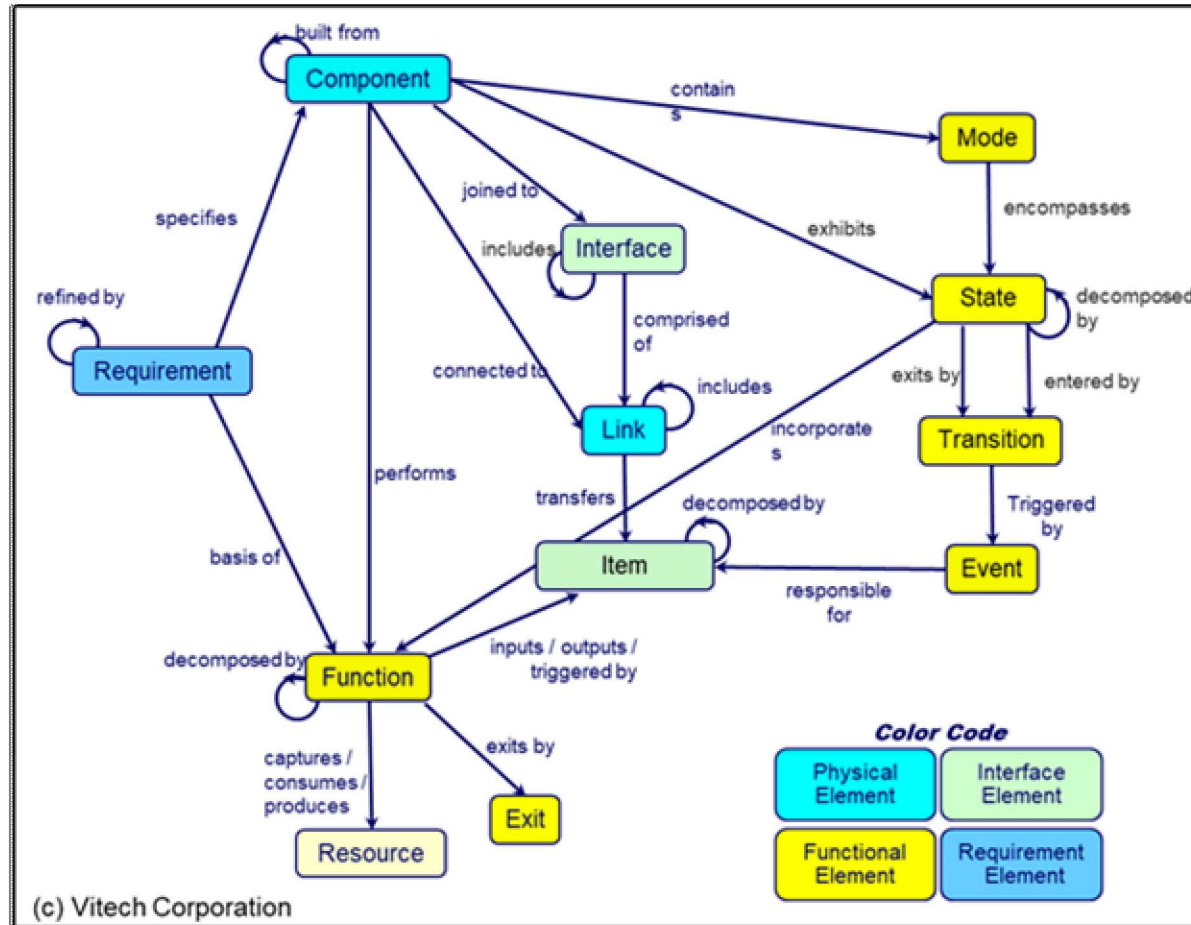 built from
Component
contain
s
Mode
joined to
specifies
encompasses
includes
Interface
exhibits
refined by
State
decomposed
by
comprised
of
Requirement
connected to
includes
exits by
entered by
Link
incorporate
s
Transition
performs
transfers
decomposed by
Triggered
by
basis of
Item
Event
responsible
for
decomposed by
Function
inputs / outputs /
triggered by
captures /
consumes /
produces
exits by
Exit
Resource
Color Code
Physical
Element
Interface
Element
Functional
Element
Requirement
Element
(c) Vitech Corporation